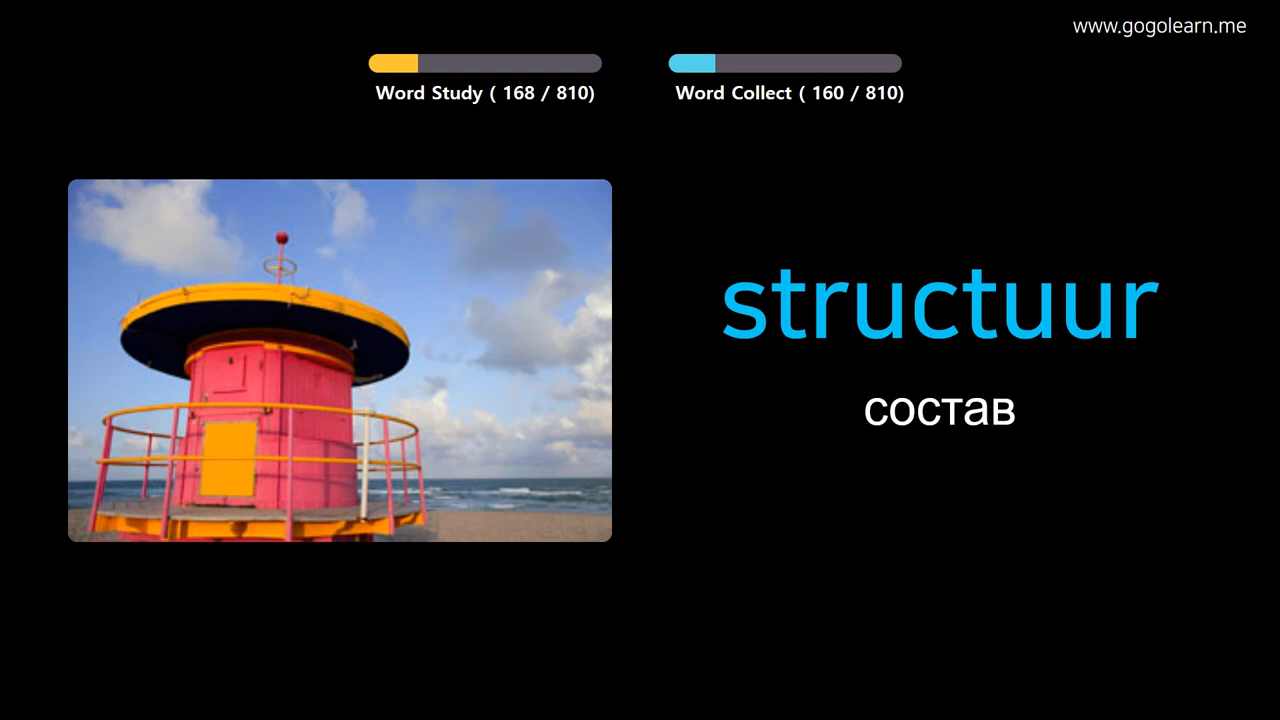 www.gogolearn.me
Word Study ( 168 / 810)
Word Collect ( 160 / 810)
structuur
состав